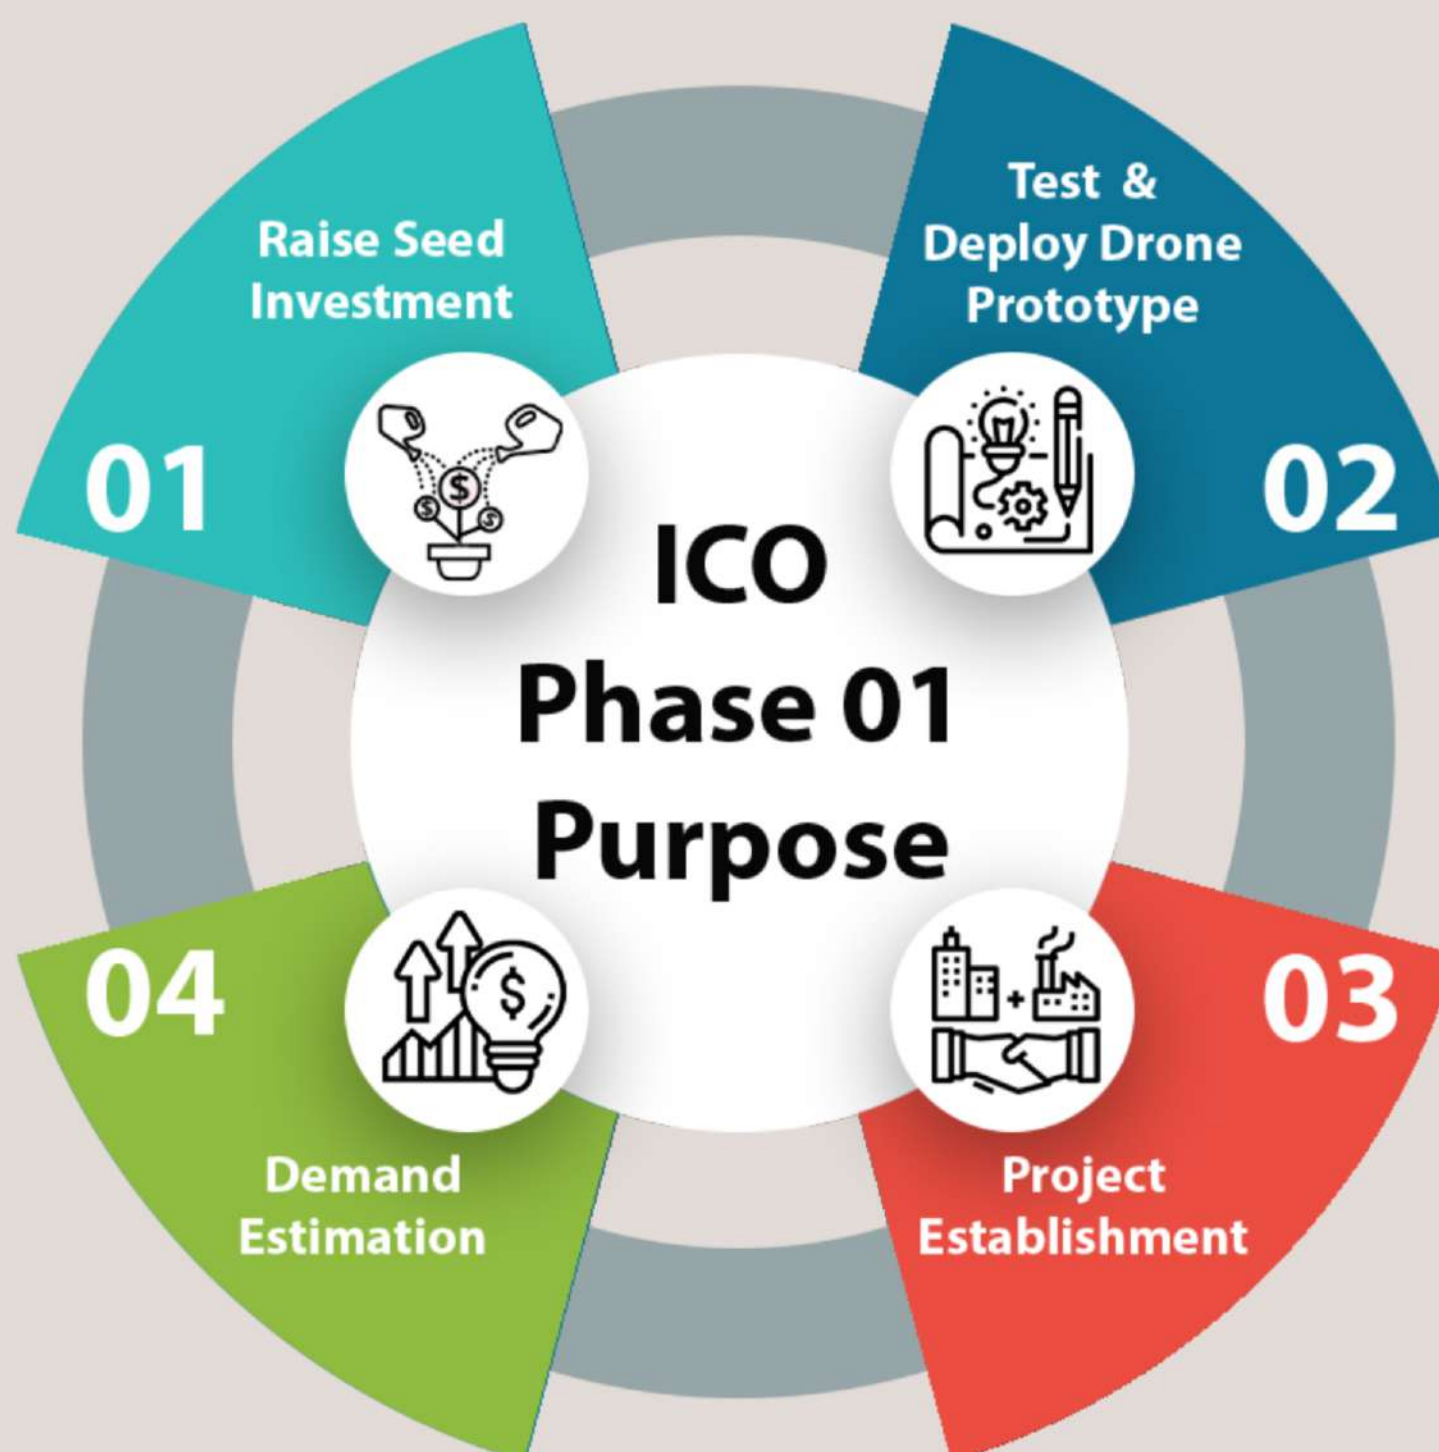 Raise Seed
Investment
01
Test &
Deploy Drone
Prototype
02
ICO
Phase 01
Purpose
03
Project
Establishment
04
Demand
Estimation